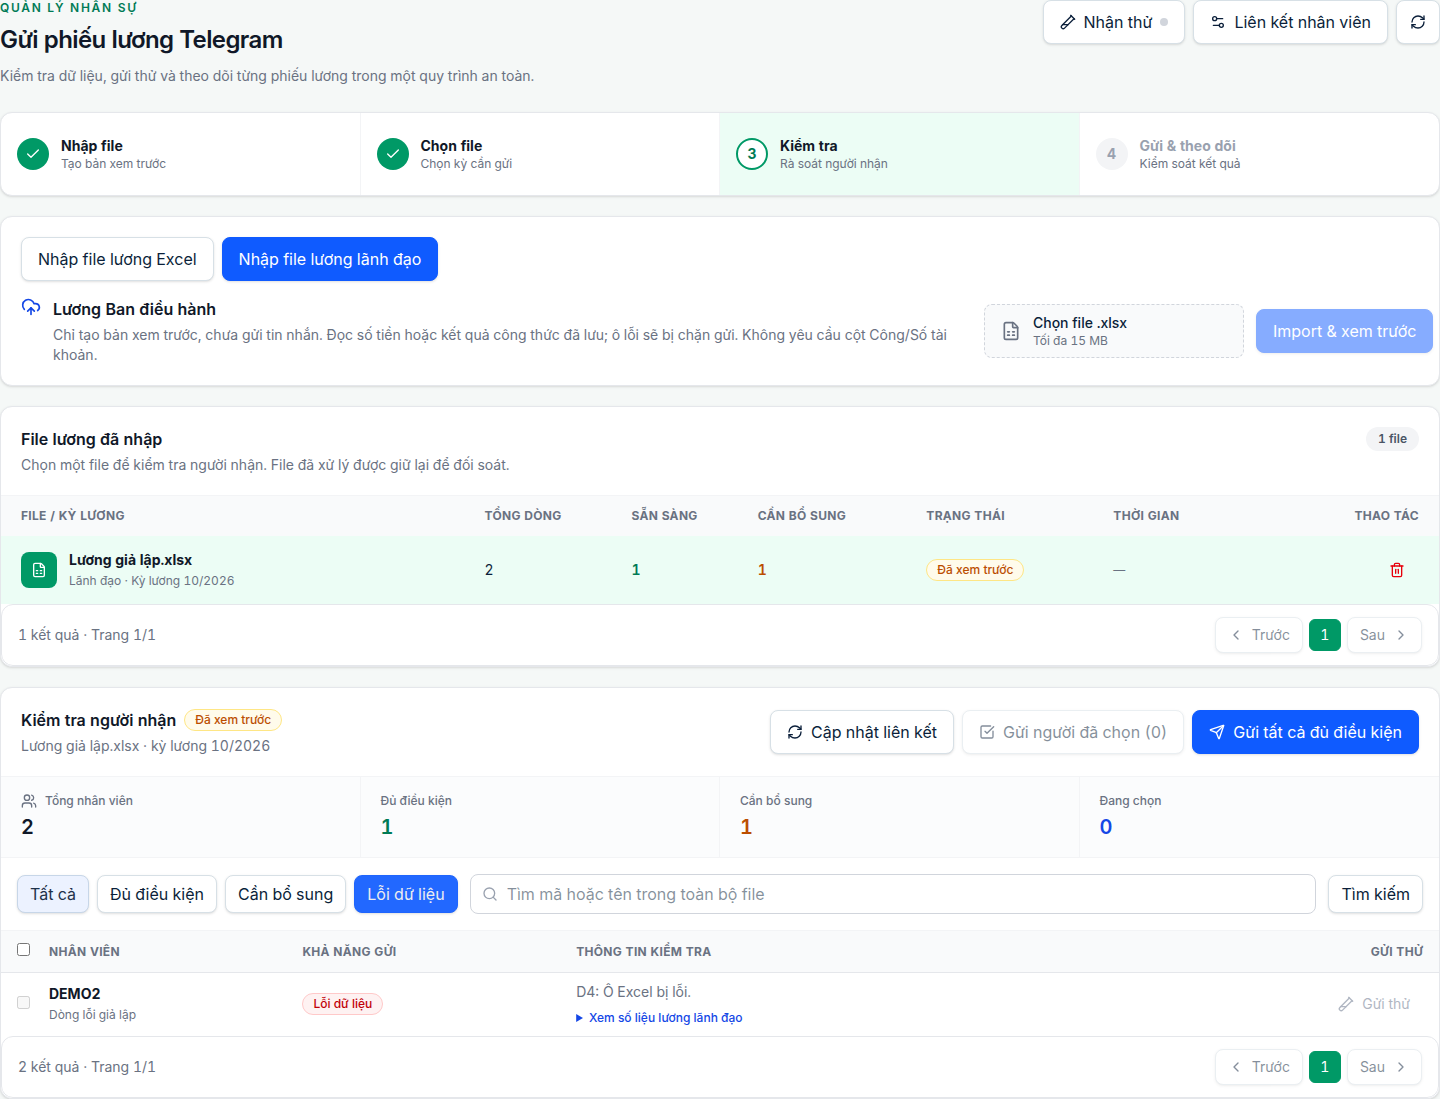 QUẢN LÝ NHÂN SỰ
Gửi phiếu lương Telegram
Kiểm tra dữ liệu, gửi thử và theo dõi từng phiếu lương trong một quy trình an toàn.
Nhận thử
Liên kết nhân viên
Nhập file
Tạo bản xem trước
Chọn file
Chọn kỳ cần gửi
3
Kiểm tra
Rà soát người nhận
4
Gửi & theo dõi
Kiểm soát kết quả
Nhập file lương Excel
Nhập file lương lãnh đạo
Lương Ban điều hành
Chỉ tạo bản xem trước, chưa gửi tin nhắn. Đọc số tiền hoặc kết quả công thức đã lưu; ô lỗi sẽ bị chặn gửi. Không yêu cầu cột Công/Số tài
khoản.
Chọn file .xlsx
Tối đa 15 MB
Import & xem trước
File lương đã nhập
Chọn một file để kiểm tra người nhận. File đã xử lý được giữ lại để đối soát.
1 file
FILE / KỲ LƯƠNG TỔNG DÒNG SẴN SÀNG CẦN BỔ SUNG TRẠNG THÁI THỜI GIAN THAO TÁC
Lương giả lập.xlsx
Lãnh đạo · Kỳ lương 10/2026
2 1 1 Đã xem trước —
1 kết quả · Trang 1/1
Trước 1 Sau
Kiểm tra người nhận Đã xem trước
Lương giả lập.xlsx · kỳ lương 10/2026
Cập nhật liên kết
Gửi người đã chọn (0)
Gửi tất cả đủ điều kiện
Tổng nhân viên
2
Đủ điều kiện
1
Cần bổ sung
1
Đang chọn
0
Tất cả Đủ điều kiện Cần bổ sung Lỗi dữ liệu Tìm mã hoặc tên trong toàn bộ file Tìm kiếm
NHÂN VIÊN KHẢ NĂNG GỬI THÔNG TIN KIỂM TRA GỬI THỬ
DEMO2
Dòng lỗi giả lập
Lỗi dữ liệu
D4: Ô Excel bị lỗi.
Xem số liệu lương lãnh đạo
Gửi thử
2 kết quả · Trang 1/1
Trước 1 Sau